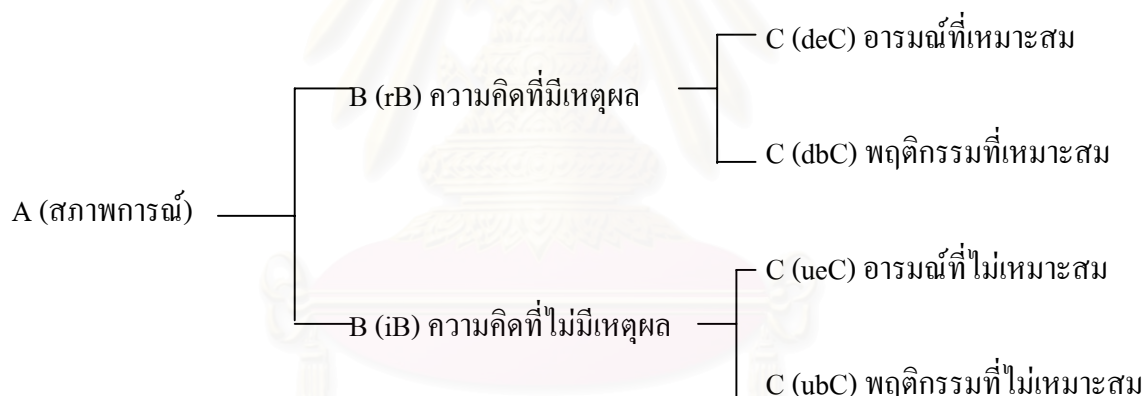 C (deC) อารมณ์ที่เหมาะสม
B (rB) ความคิดที่มีเหตุผล
C (dbC) พฤติกรรมที่เหมาะสม
A (สภาพการณ์)
C (ueC) อารมณ์ที่ไม่เหมาะสม
B (iB) ความคิดที่ไม่มีเหตุผล
C (ubC) พฤติกรรมที่ไม่เหมาะสม